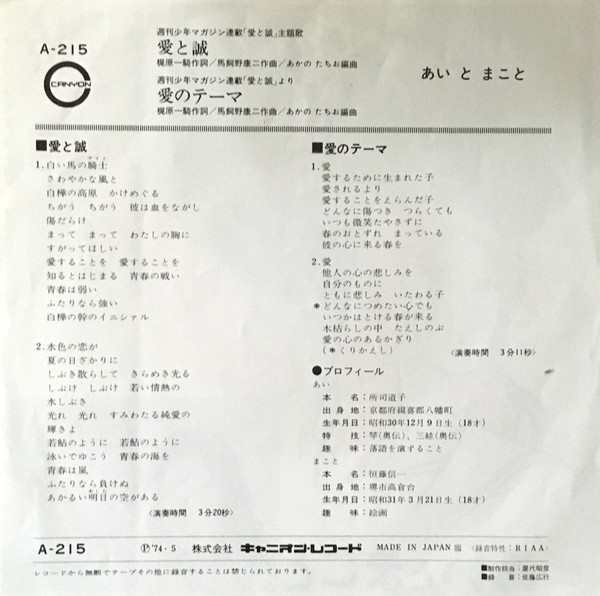 A-215
CANYON
週刊少年マガジン連載「愛と誠」主題歌
愛と誠
梶原一騎作詞/馬飼野康二作曲/あかの たちお編曲
週刊少年マガジン連載「愛と誠」より
愛のテーマ
梶原一騎作詞/馬飼野康二作曲/あかの たちお編曲
あい と まこと
■愛と誠
1.白い馬の騎士
さわやかな風と
白樺の高原 かけめぐる
ちがう ちがう 彼は血をながし
傷だらけ
まって まって わたしの胸に
すがってほしい
愛することを 愛することを
知るとはじまる 青春の戦い
青春は弱い
ふたりなら強い
白樺の幹のイニシァル
2.水色の恋が
夏の日ざかりに
しぶき散らして きらめき光る
しぶけ しぶけ 若い情熱の
水しぶき
光れ 光れ すみわたる純愛の
輝きよ
若鮎のように 若鮎のように
泳いでゆこう 青春の海を
青春は嵐
ふたりなら負けぬ
あかるい明日の空がある
〈演奏時間 3分20秒〉
■愛のテーマ
1.愛
愛するために生まれた子
愛されるより
愛することをえらんだ子
どんなに傷つき つらくても
いつも微笑たやさずに
春のおとずれ まっている
彼の心に来る春を
2.愛
他人の心の悲しみを
自分のものに
ともに悲しみ いたわる子
*どんなにつめたい心でも
いつかはとける春が来る
木枯らしの中 たえしのぶ
愛の心のあるかぎり
(*くりかえし)
〈演奏時間 3分11秒〉
●プロフィール
あい
本名:所司道子
出身地:京都府綴喜郡八幡町
生年月日:昭和30年12月9日生(18才)
特技:琴(奥伝)、三絃(奥伝)
趣味:落語を演ずること
まこと
本名:恒藤信一
出身地:堺市高倉台
生年月日:昭和31年3月21日生(18才)
趣味:絵画
A-215 Ⓟ'74・5 株式会社 キャニオン・レコード MADE IN JAPAN 〈録音特性:RIAA〉
レコードから無断でテープその他に録音することは禁じられております。
■制作担当:屋代昭彦
■録音:佐藤広行